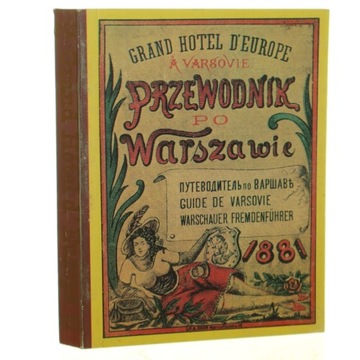 GRAND HOTEL D'EUROPE
À VARSOVIE
PRZEWODNIK
PO
Warszawie
ПУТЕВОДИТЕЛЬ по ВАРШАВѢ
GUIDE DE VARSOVIE
WARSCHAUER FREMDENFÜHRER
1881